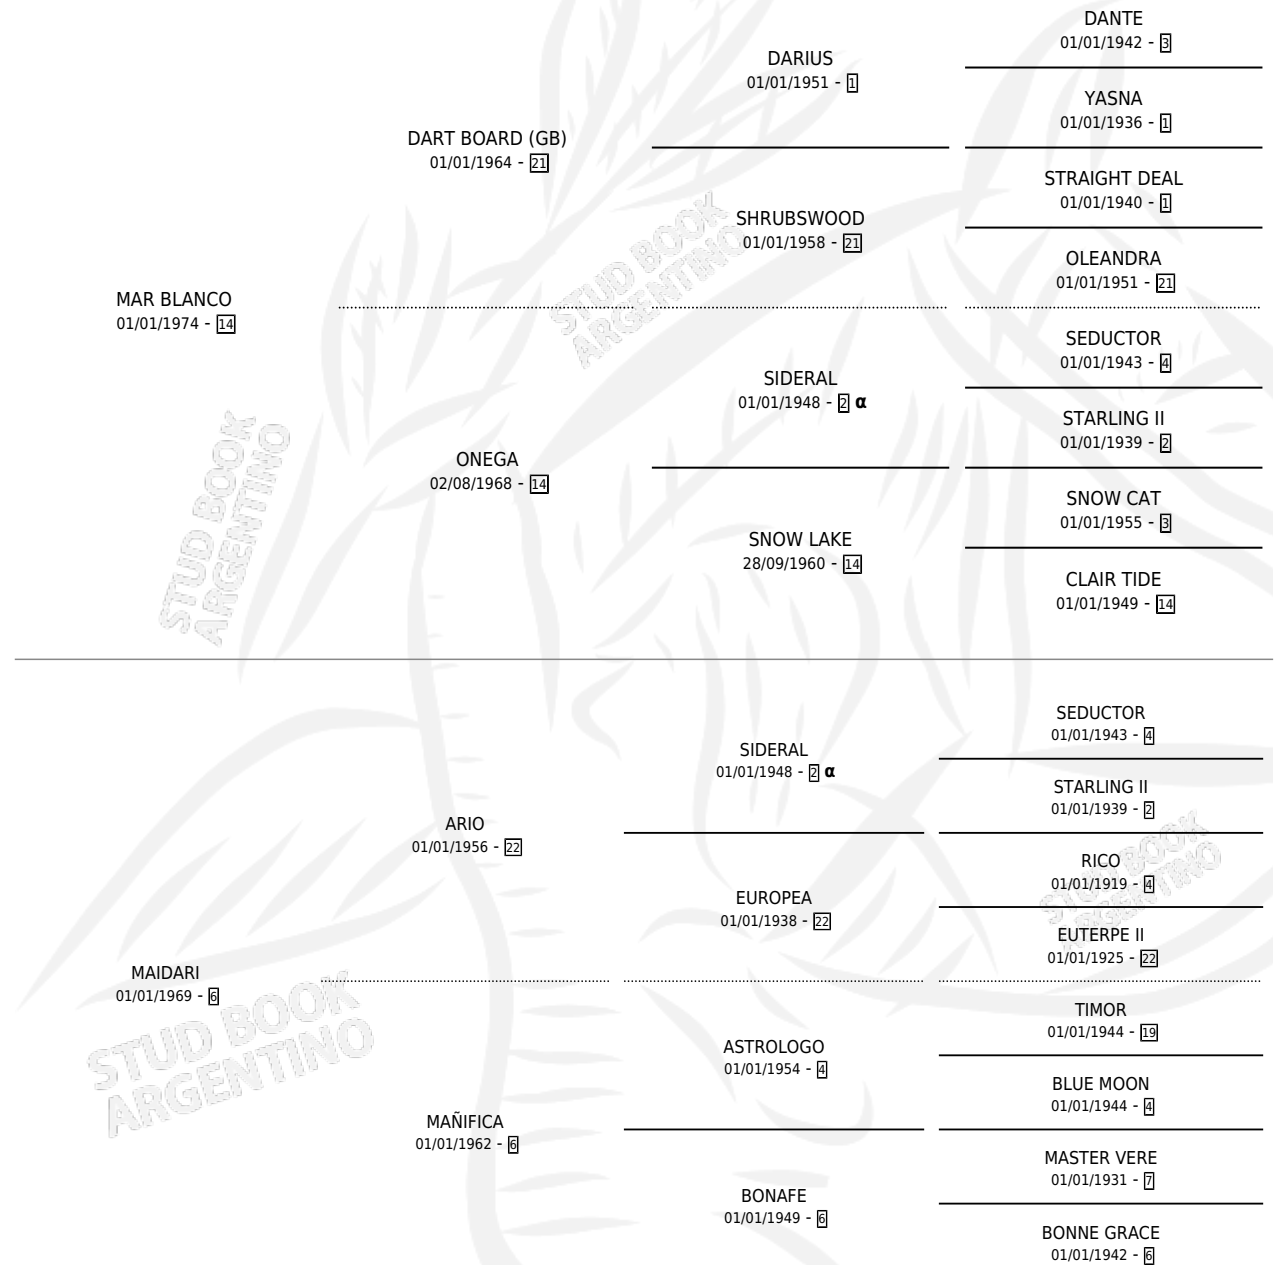 DANTE
01/01/1942 - 3
DARIUS
01/01/1951 - 1
YASNA
01/01/1936 - 1
DART BOARD (GB)
01/01/1964 - 21
STRAIGHT DEAL
01/01/1940 - 1
SHRUBSWOOD
01/01/1958 - 21
OLEANDRA
01/01/1951 - 21
MAR BLANCO
01/01/1974 - 14
SEDUCTOR
01/01/1943 - 4
SIDERAL
01/01/1948 - 2 α
STARLING II
01/01/1939 - 2
ONEGA
02/08/1968 - 14
SNOW CAT
01/01/1955 - 3
SNOW LAKE
28/09/1960 - 14
CLAIR TIDE
01/01/1949 - 14
STUD BOOK
ARGENTINO
STUD BOOK
ARGENTINO
SEDUCTOR
01/01/1943 - 4
SIDERAL
01/01/1948 - 2 α
STARLING II
01/01/1939 - 2
ARIO
01/01/1956 - 22
RICO
01/01/1919 - 4
EUROPEA
01/01/1938 - 22
EUTERPE II
01/01/1925 - 22
MAIDARI
01/01/1969 - 6
TIMOR
01/01/1944 - 19
ASTROLOGO
01/01/1954 - 4
BLUE MOON
01/01/1944 - 4
MAÑIFICA
01/01/1962 - 6
MASTER VERE
01/01/1931 - 7
BONAFE
01/01/1949 - 6
BONNE GRACE
01/01/1942 - 6
STUD BOOK
ARGENTINO
STUD BOOK
ARGENTINO